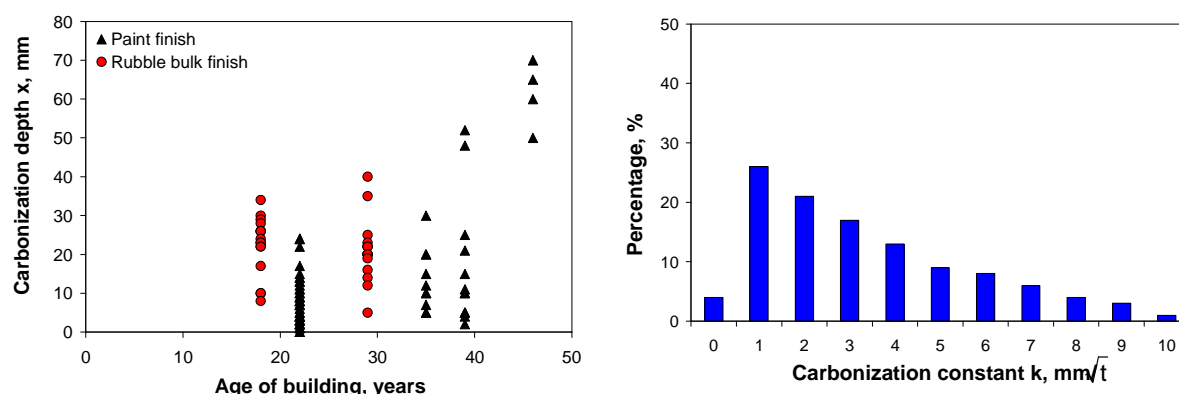 80
70
60
50
40
30
20
10
0
Carbonization depth x, mm
Paint finish
Rubble bulk finish
0 10 20 30 40 50
Age of building, years
50
40
30
20
10
0
Percentage, %
0 1 2 3 4 5 6 7 8 9 10
Carbonization constant k, mm√t